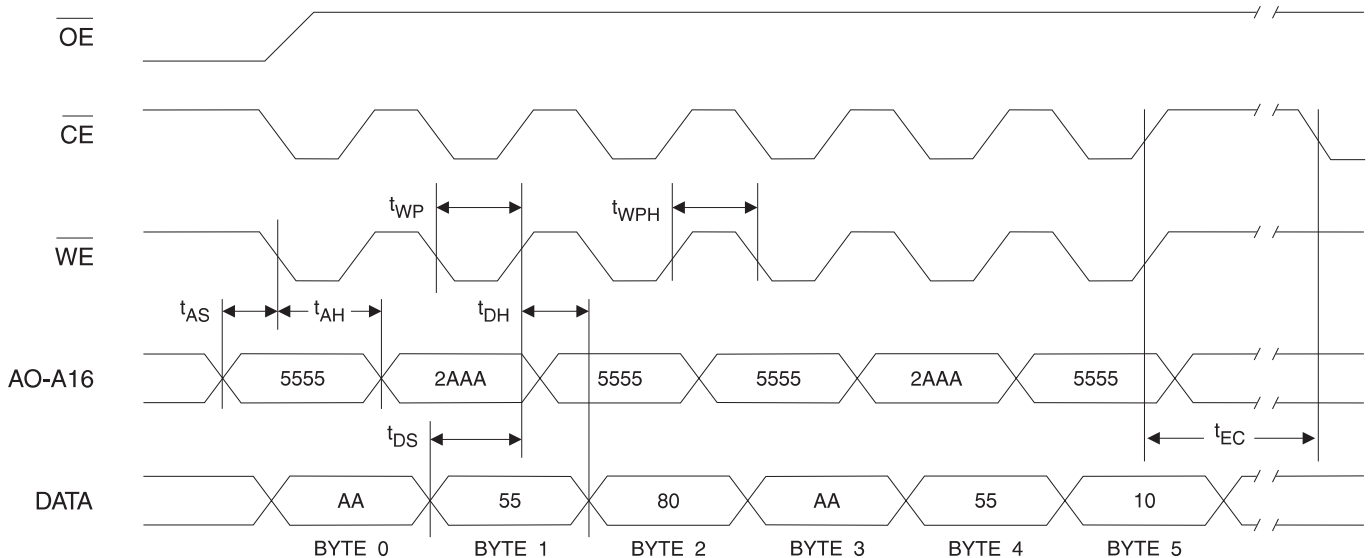 OE
CE
tWP
tWPH
WE
tAS
tAH
tDH
AO-A16
5555
2AAA
5555
5555
2AAA
5555
tDS
tEC
DATA
AA
55
80
AA
55
10
BYTE 0
BYTE 1
BYTE 2
BYTE 3
BYTE 4
BYTE 5